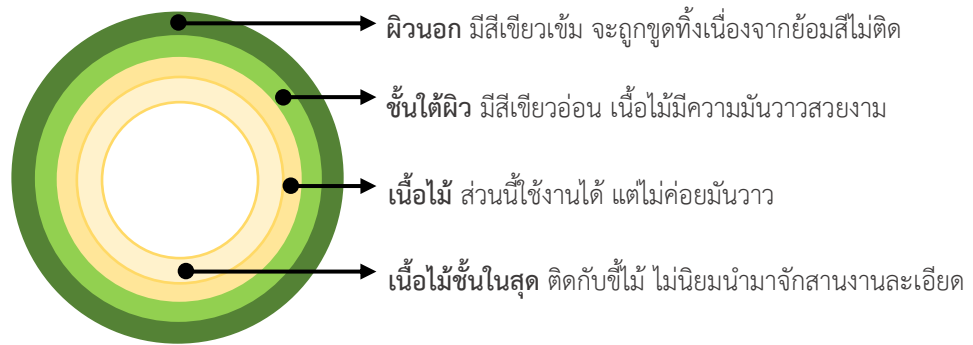 ผิวนอก มีสีเขียวเข้ม จะถูกขูดทิ้งเนื่องจากย้อมสีไม่ติด
ชั้นใต้ผิว มีสีเขียวอ่อน เนื้อไม้มีความมันวาวสวยงาม
เนื้อไม้ ส่วนนี้ใช้งานได้ แต่ไม่ค่อยมันวาว
เนื้อไม้ชั้นในสุด ติดกับขี้ไม้ ไม่นิยมนำมาจักสานงานละเอียด